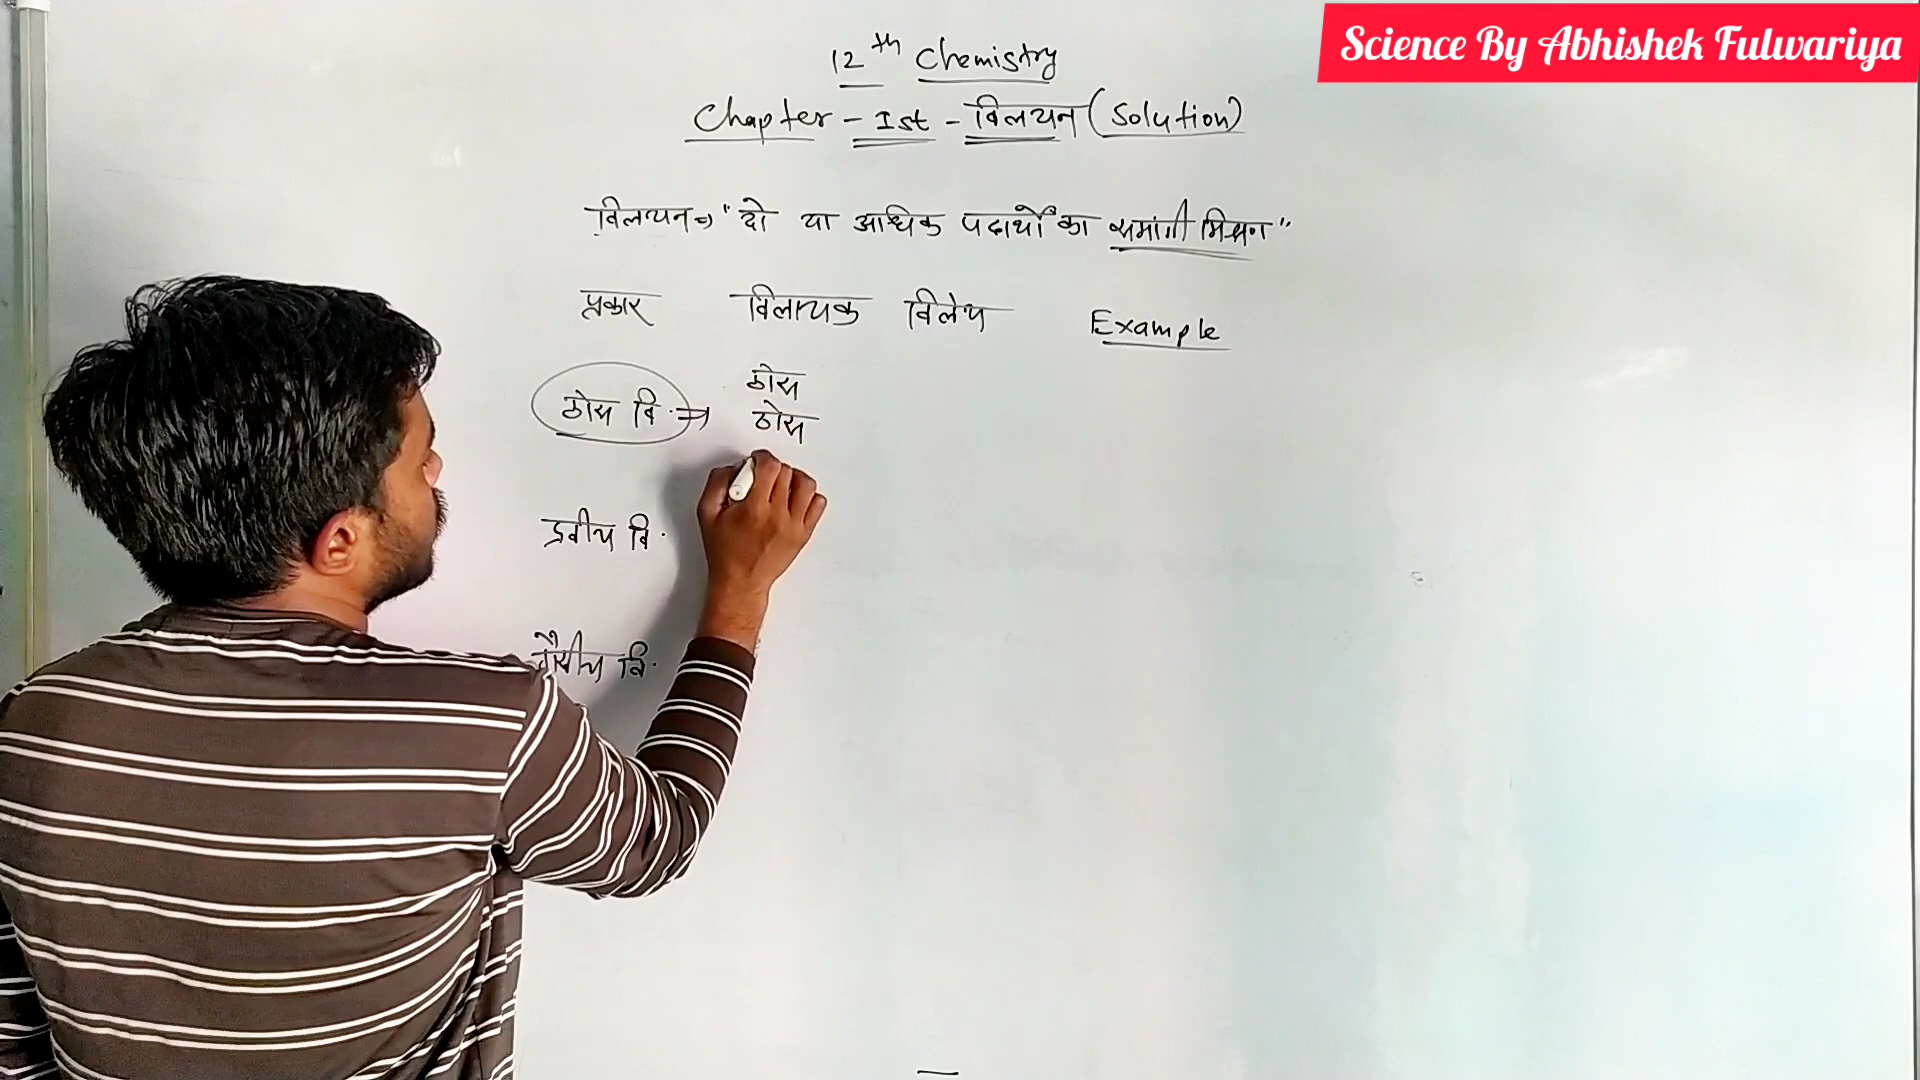 Science By Abhishek Fulwariya
12th Chemistry
Chapter - Ist - विलयन (Solution)
विलयन ⇒ "दो या अधिक पदार्थों का समांगी मिश्रण"
प्रकार विलायक विलेय Example
ठोस
ठोस वि. ⇒ ठोस
द्रवीय वि.
गैसीय वि.